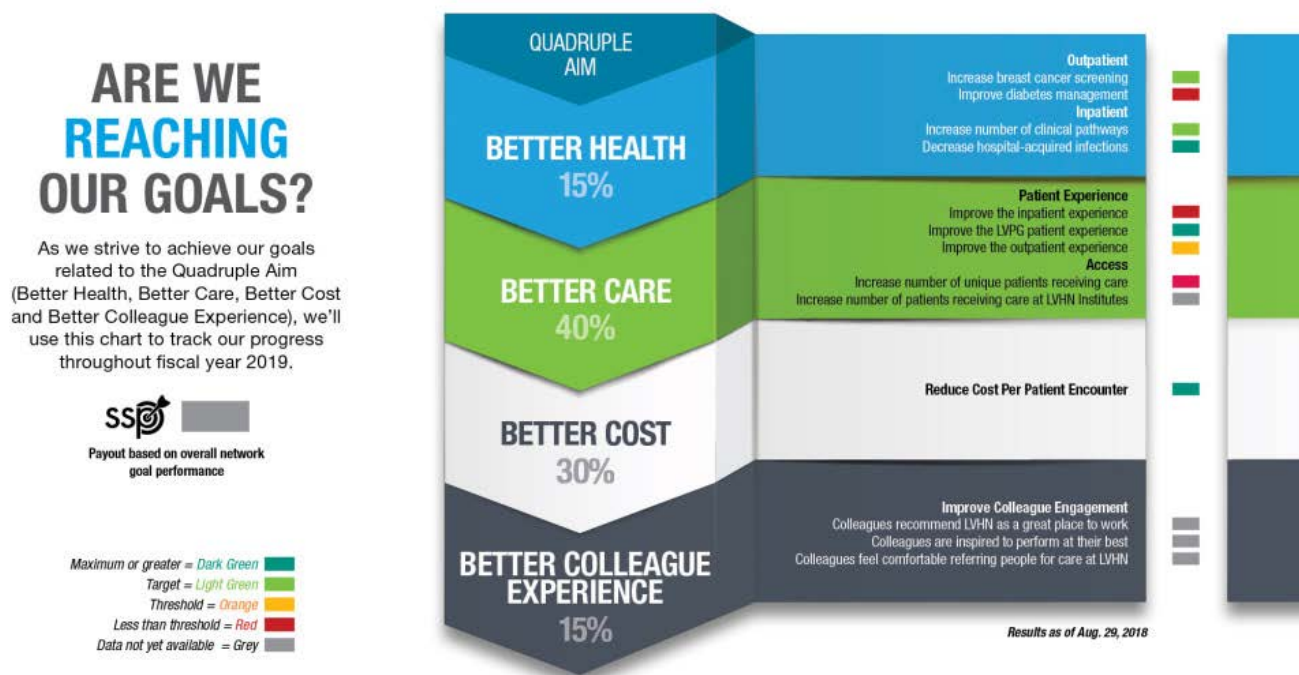 ARE WE
REACHING
OUR GOALS?
As we strive to achieve our goals
related to the Quadruple Aim
(Better Health, Better Care, Better Cost
and Better Colleague Experience), we'll
use this chart to track our progress
throughout fiscal year 2019.
ssp
Payout based on overall network
goal performance
Maximum or greater = Dark Green
Target = Light Green
Threshold = Orange
Less than threshold = Red
Data not yet available = Grey
QUADRUPLE
AIM
BETTER HEALTH
15%
Outpatient
Increase breast cancer screening
Improve diabetes management
Inpatient
Increase number of clinical pathways
Decrease hospital-acquired infections
BETTER CARE
40%
Patient Experience
Improve the inpatient experience
Improve the LVPG patient experience
Improve the outpatient experience
Access
Increase number of unique patients receiving care
Increase number of patients receiving care at LVHN Institutes
BETTER COST
30%
Reduce Cost Per Patient Encounter
BETTER COLLEAGUE
EXPERIENCE
15%
Improve Colleague Engagement
Colleagues recommend LVHN as a great place to work
Colleagues are inspired to perform at their best
Colleagues feel comfortable referring people for care at LVHN
Results as of Aug. 29, 2018